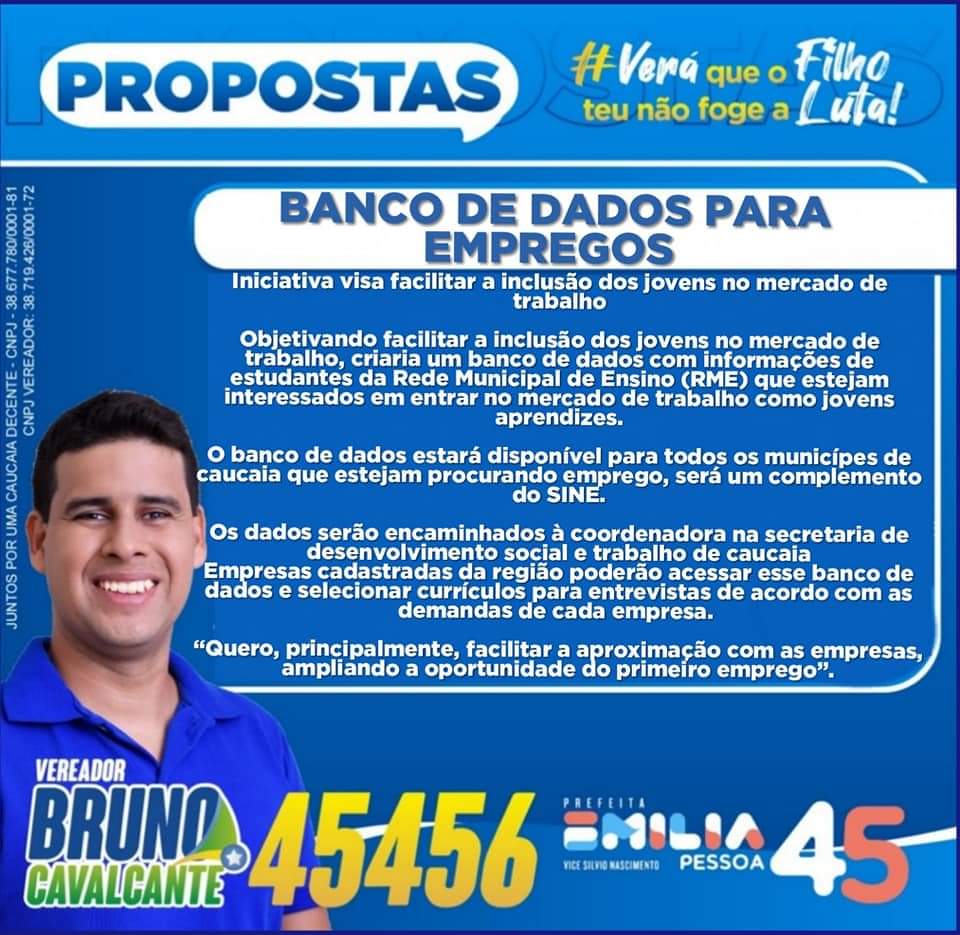 PROPOSTAS
#Verá que o Filho
teu não foge a Luta!
JUNTOS POR UMA CAUCAIA DECENTE - CNPJ - 38.677.780/0001-81
CNPJ VEREADOR: 38.719.426/0001-72
BANCO DE DADOS PARA
EMPREGOS
Iniciativa visa facilitar a inclusão dos jovens no mercado de
trabalho
Objetivando facilitar a inclusão dos jovens no mercado de
trabalho, criaria um banco de dados com informações de
estudantes da Rede Municipal de Ensino (RME) que estejam
interessados em entrar no mercado de trabalho como jovens
aprendizes.
O banco de dados estará disponível para todos os munícipes de
caucaia que estejam procurando emprego, será um complemento
do SINE.
Os dados serão encaminhados à coordenadora na secretaria de
desenvolvimento social e trabalho de caucaia
Empresas cadastradas da região poderão acessar esse banco de
dados e selecionar currículos para entrevistas de acordo com as
demandas de cada empresa.
“Quero, principalmente, facilitar a aproximação com as empresas,
ampliando a oportunidade do primeiro emprego”.
VEREADOR
BRUNO
CAVALCANTE
45456
PREFEITA
EMILIA
VICE SILVIO NASCIMENTO PESSOA
45